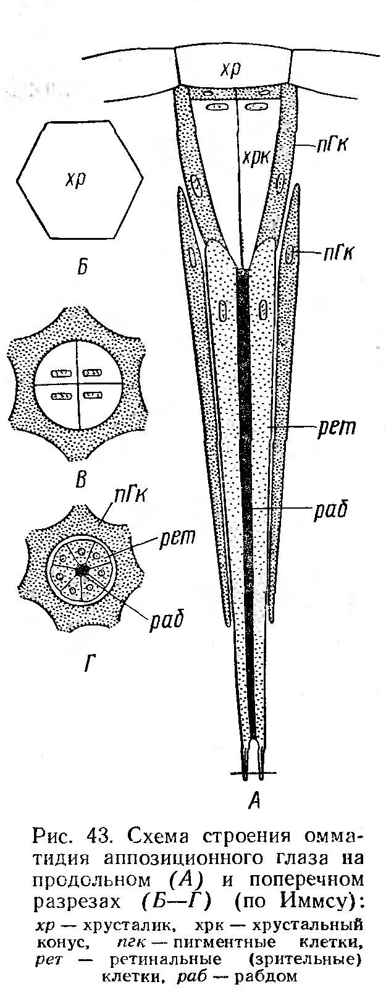 хр
хрк
пГк
пГк
рет
раб
А
хр
Б
В
пГк
рет
раб
Г
Рис. 43. Схема строения омма-
тидия аппозиционного глаза на
продольном (А) и поперечном
разрезах (Б—Г) (по Иммсу):
хр — хрусталик, хрк — хрустальный
конус, пгк — пигментные клетки,
рет — ретинальные (зрительные)
клетки, раб — рабдом